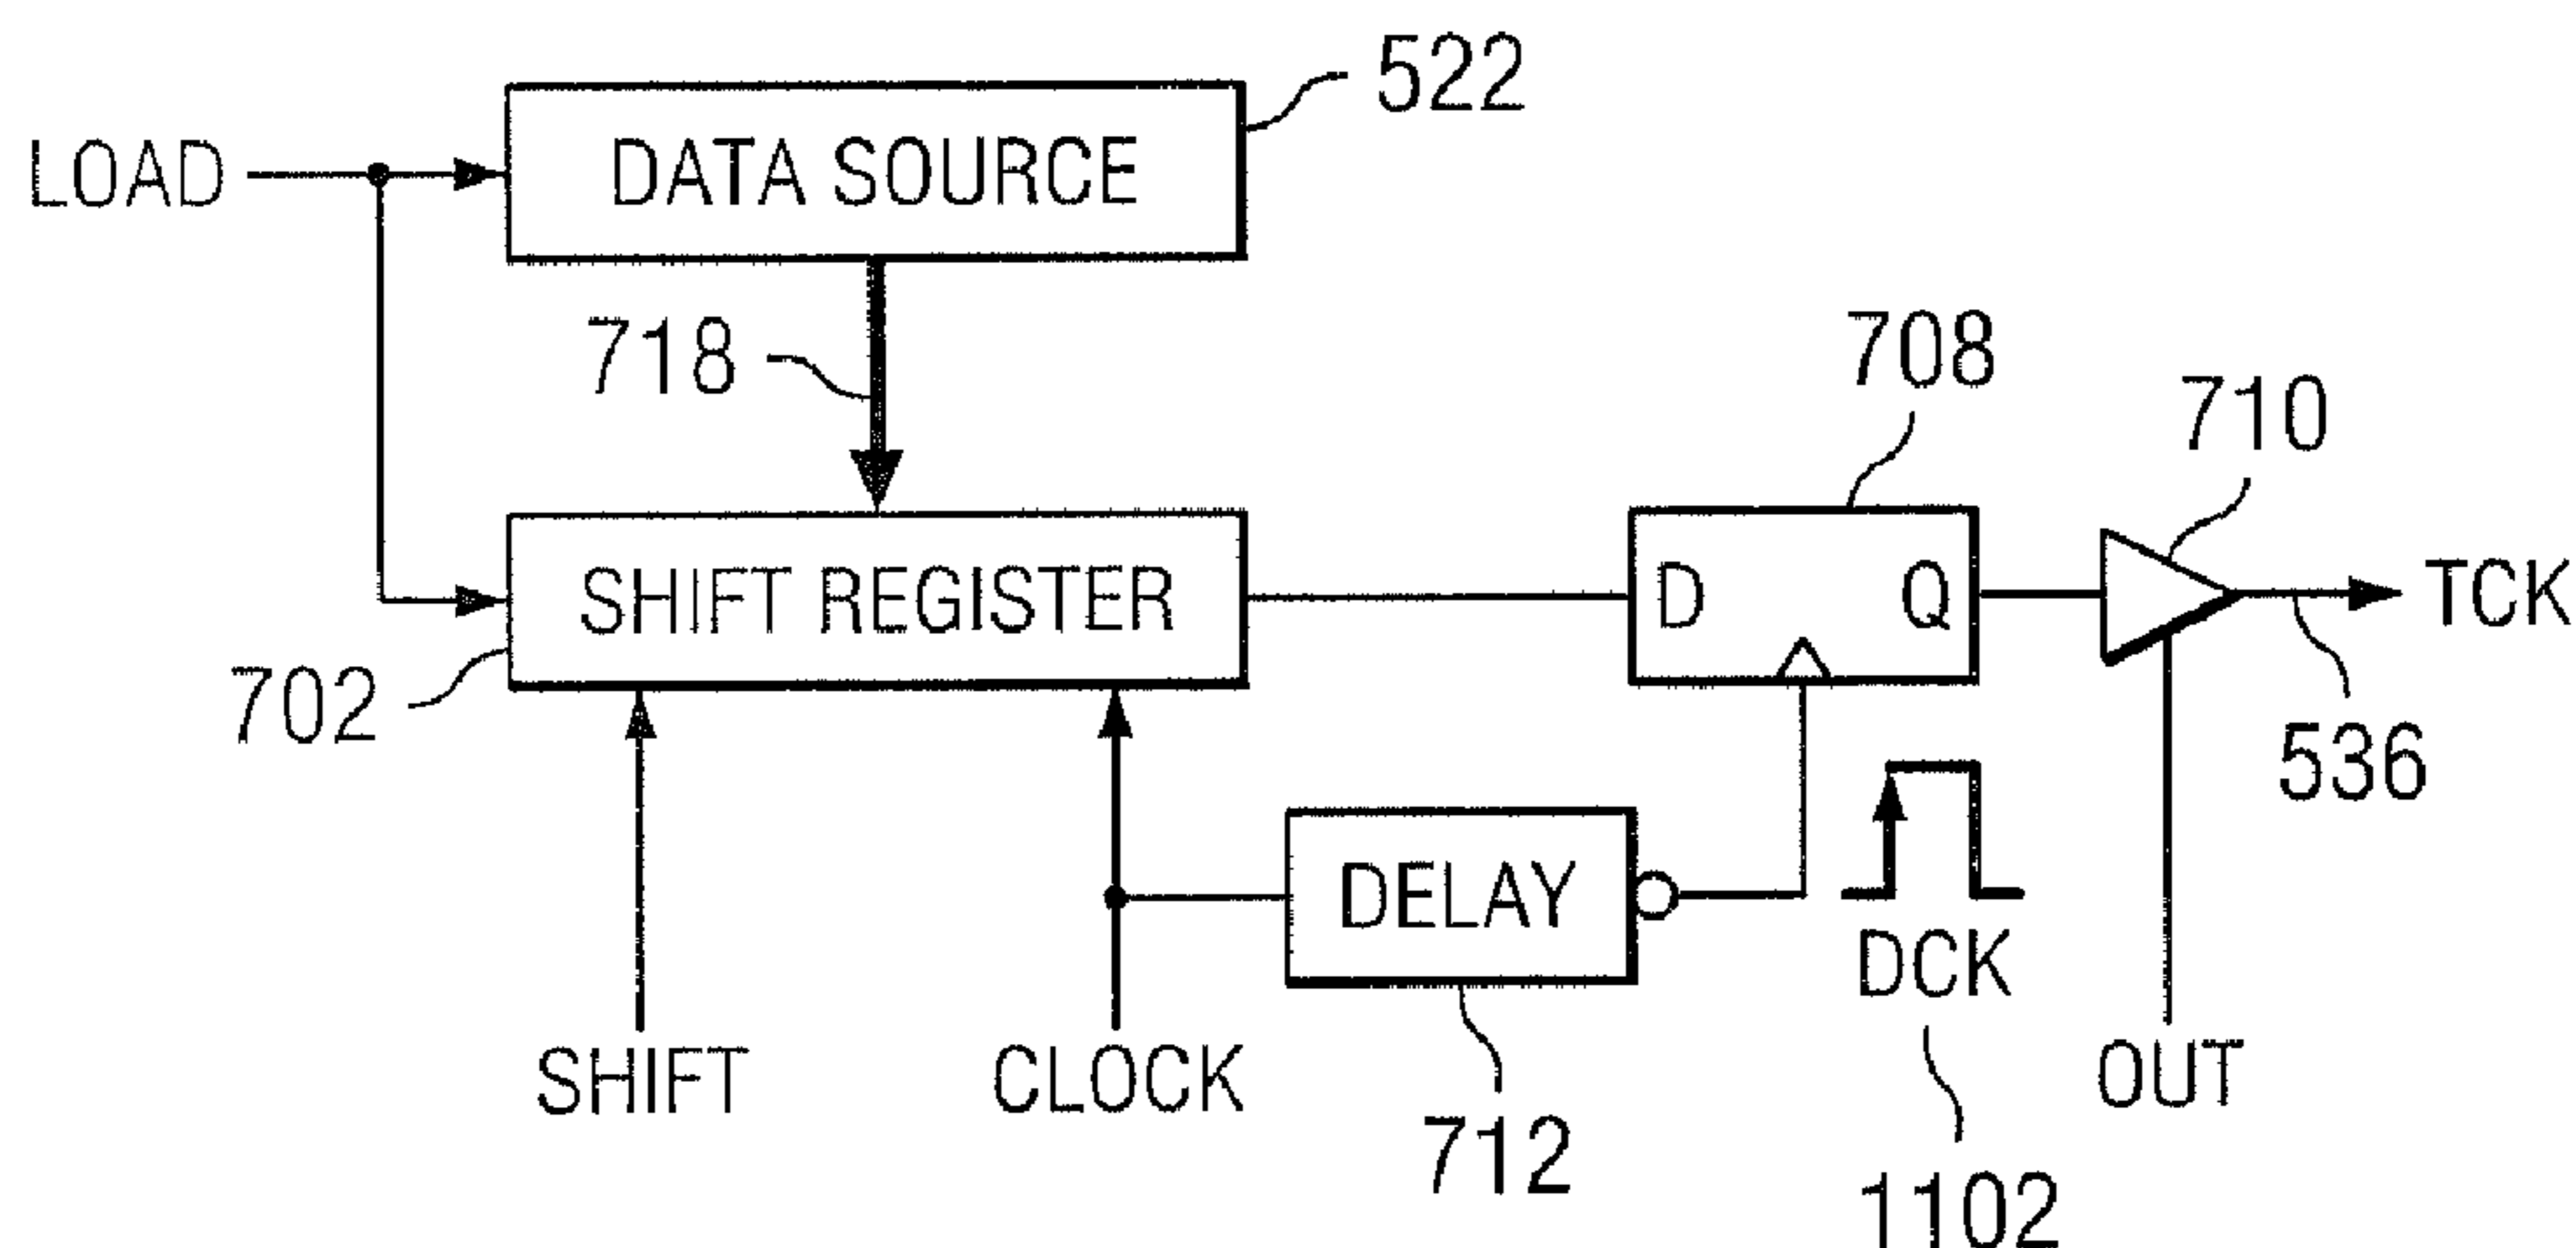 522
LOAD
DATA SOURCE
718
708
710
SHIFT REGISTER
D Q
TCK
702
536
DELAY
DCK
SHIFT
CLOCK
OUT
712
1102